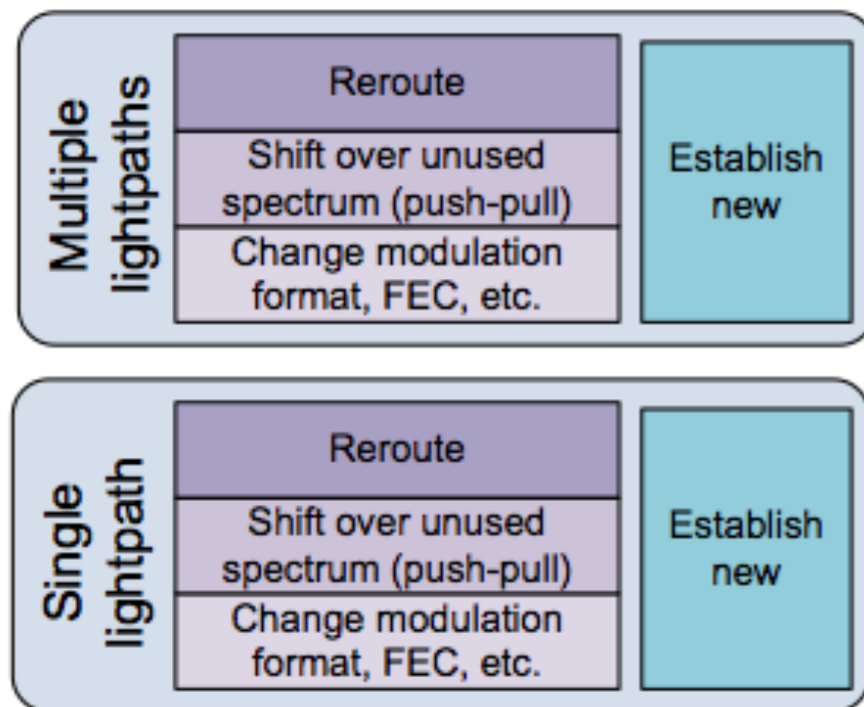 Multiple
lightpaths
Reroute
Shift over unused
spectrum (push-pull)
Change modulation
format, FEC, etc.
Establish
new
Single
lightpath
Reroute
Shift over unused
spectrum (push-pull)
Change modulation
format, FEC, etc.
Establish
new